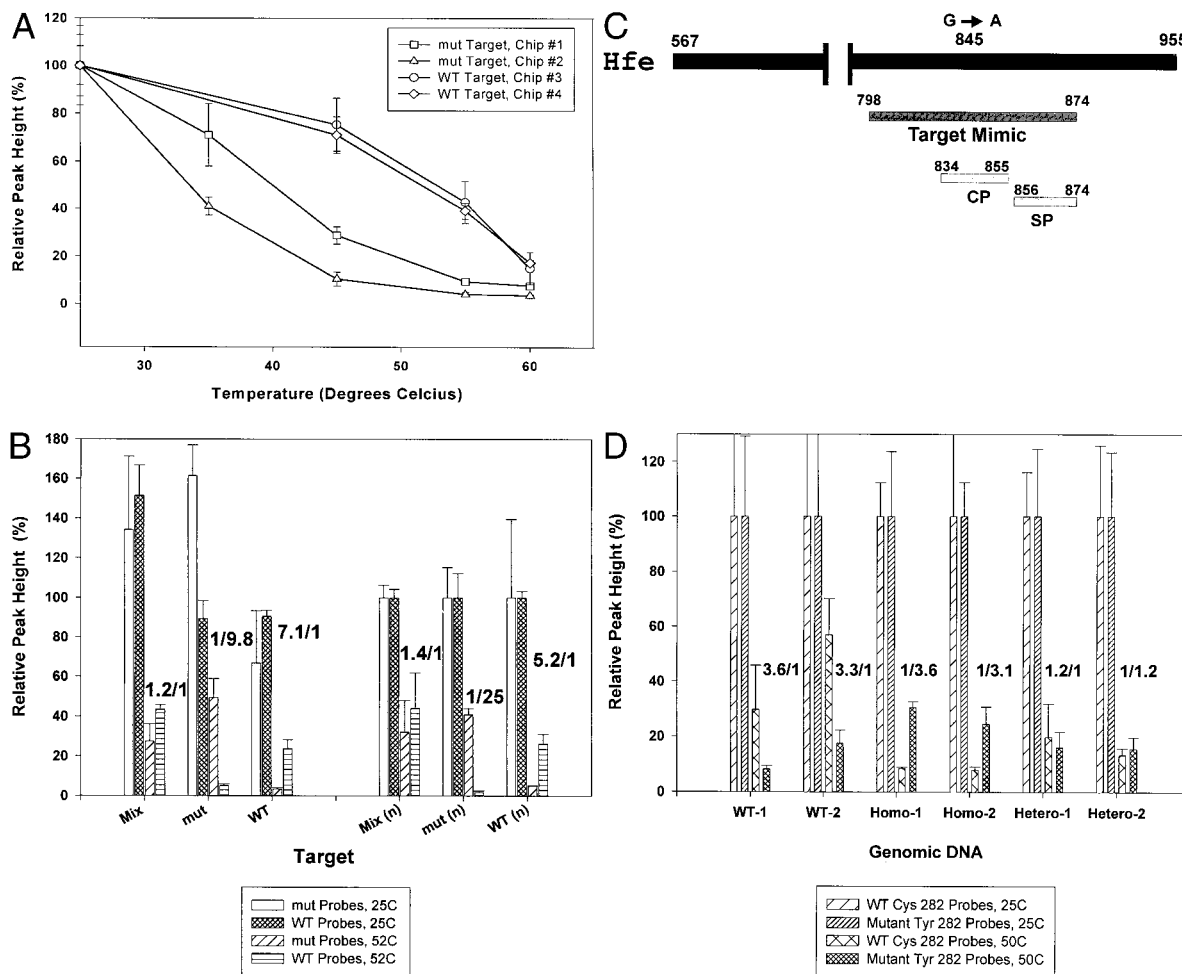 A
120
100
80
60
40
20
0
Relative Peak Height (%)
30
40
50
60
Temperature (Degrees Celcius)
mut Target, Chip #1
mut Target, Chip #2
WT Target, Chip #3
WT Target, Chip #4
C
G → A
567
845
955
Hfe
798
874
Target Mimic
834
855
CP
856
874
SP
B
180
160
140
120
100
80
60
40
20
0
Relative Peak Height (%)
1.2/1
1/9.8
7.1/1
1.4/1
1/25
5.2/1
Mix
mut
WT
Mix (n)
mut (n)
WT (n)
Target
mut Probes, 25C
WT Probes, 25C
mut Probes, 52C
WT Probes, 52C
D
120
100
80
60
40
20
0
Relative Peak Height (%)
3.6/1
3.3/1
1/3.6
1/3.1
1.2/1
1/1.2
WT-1
WT-2
Homo-1
Homo-2
Hetero-1
Hetero-2
Genomic DNA
WT Cys 282 Probes, 25C
Mutant Tyr 282 Probes, 25C
WT Cys 282 Probes, 50C
Mutant Tyr 282 Probes, 50C